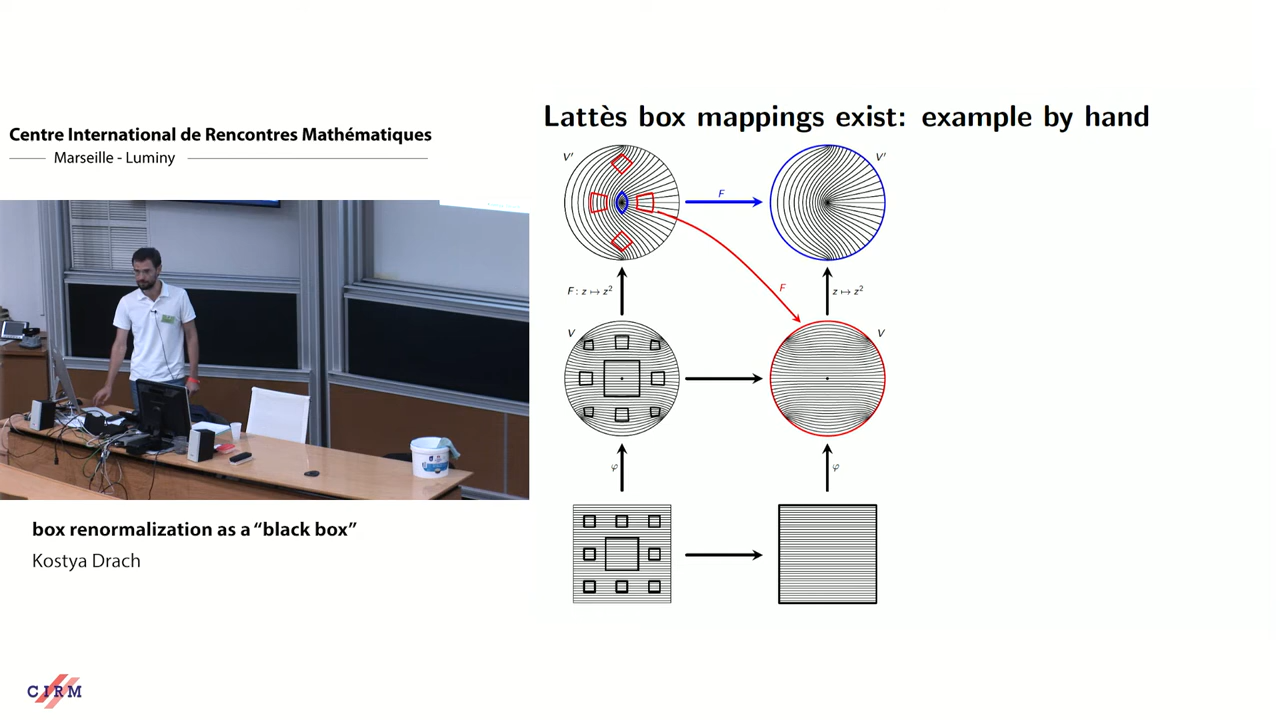 Centre International de Rencontres Mathématiques
Marseille - Luminy
box renormalization as a “black box”
Kostya Drach
CIRM
Lattès box mappings exist: example by hand
V′
F
V′
F : z ↦ z²
F
z ↦ z²
V
V
φ
φ